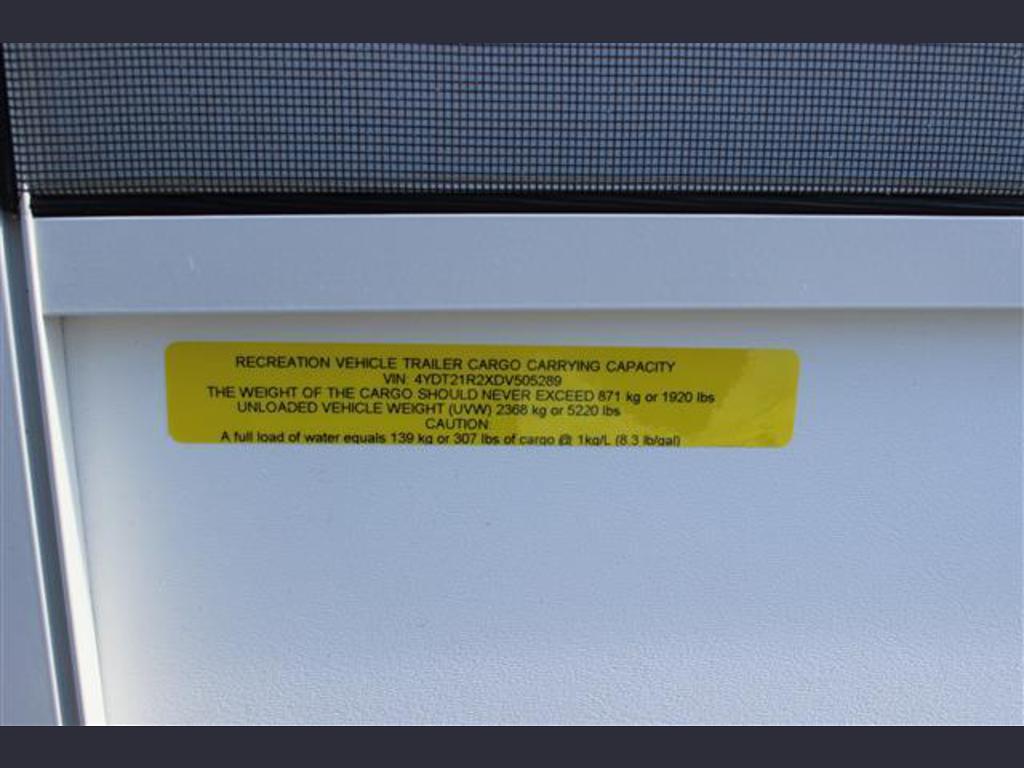 RECREATION VEHICLE TRAILER CARGO CARRYING CAPACITY
VIN: 4YDT21R2XDV505289
THE WEIGHT OF THE CARGO SHOULD NEVER EXCEED 871 kg or 1920 lbs
UNLOADED VEHICLE WEIGHT (UVW) 2368 kg or 5220 lbs
CAUTION:
A full load of water equals 139 kg or 307 lbs of cargo @ 1kg/L (8.3 lb/gal)